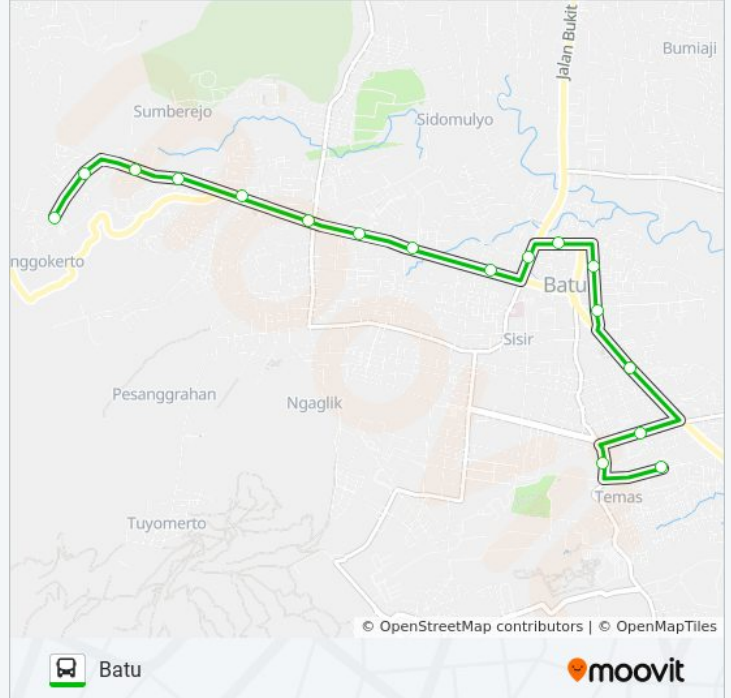 Jalan Bukit
Bumiaji
Sumberejo
Sidomulyo
nggokerto
Batu
Sisir
Pesanggrahan
Ngaglik
Temas
Tuyomerto
© OpenStreetMap contributors | © OpenMapTiles
Batu
moovit